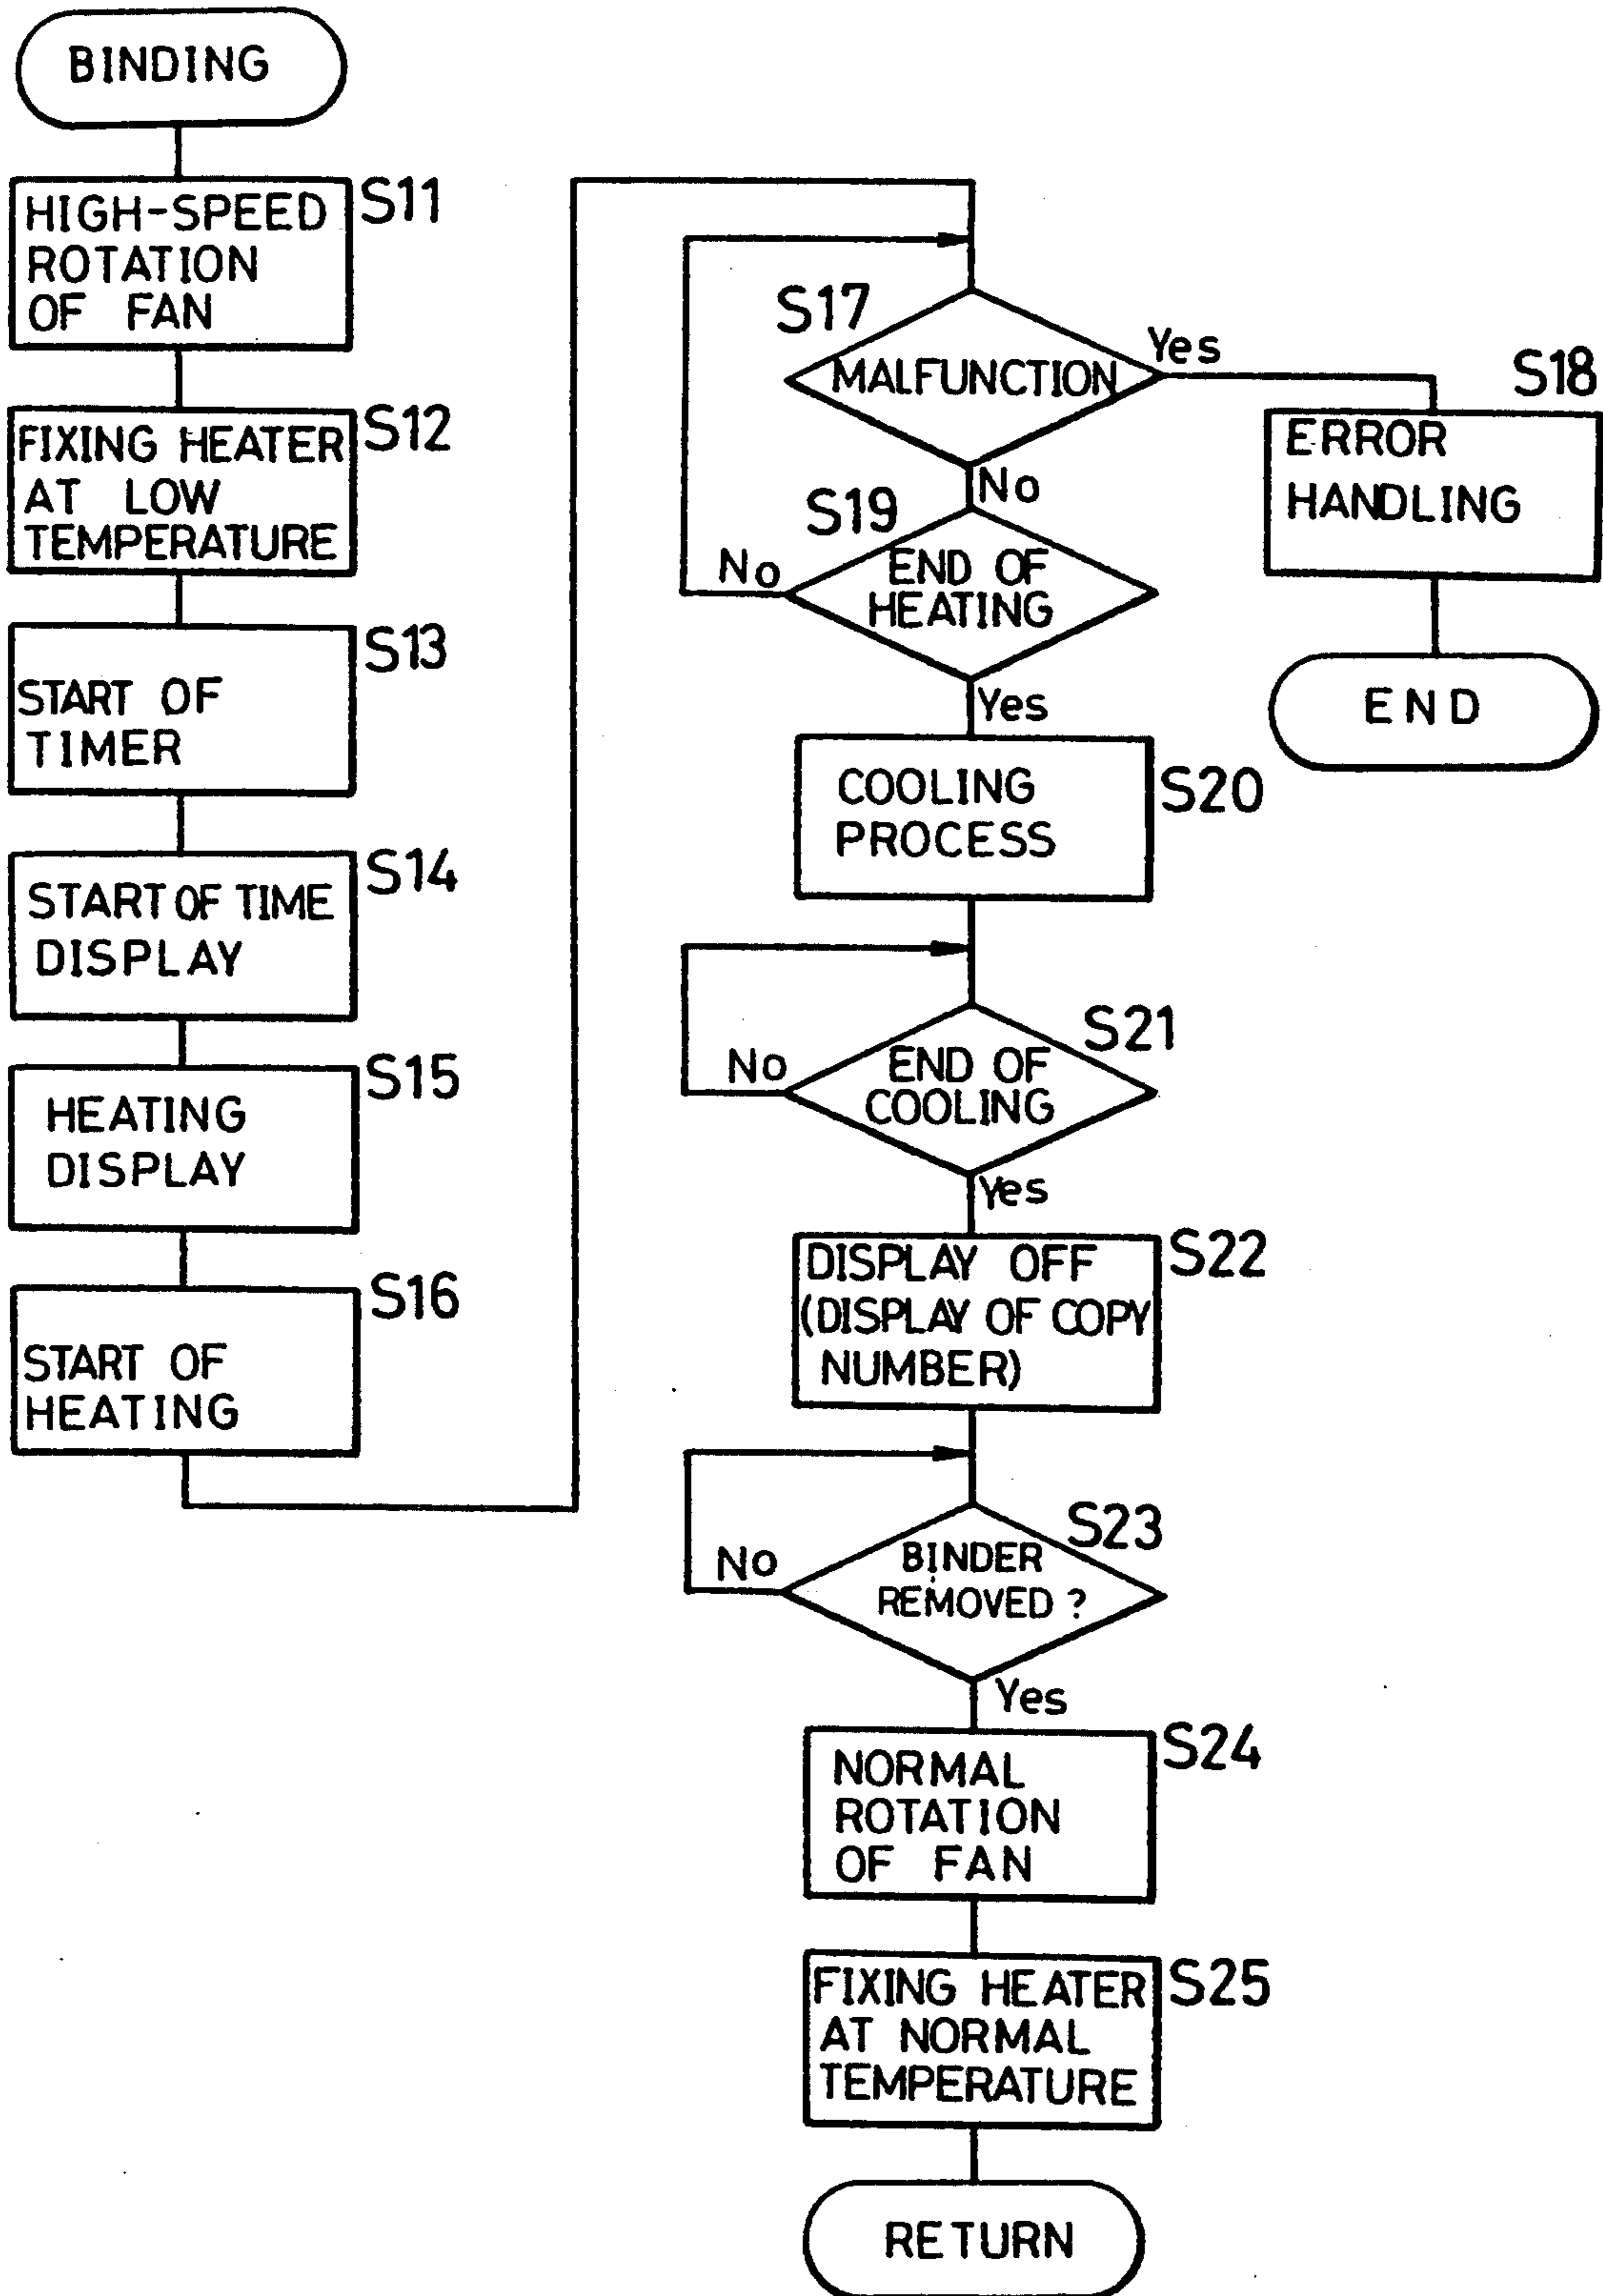 BINDING
HIGH-SPEED
ROTATION
OF FAN
S11
FIXING HEATER
AT LOW
TEMPERATURE
S12
START OF
TIMER
S13
START OF TIME
DISPLAY
S14
HEATING
DISPLAY
S15
START OF
HEATING
S16
S17
MALFUNCTION
Yes
No
S18
ERROR
HANDLING
END
S19
END OF
HEATING
No
Yes
COOLING
PROCESS
S20
S21
END OF
COOLING
No
Yes
DISPLAY OFF
(DISPLAY OF COPY
NUMBER)
S22
S23
BINDER
REMOVED ?
No
Yes
NORMAL
ROTATION
OF FAN
S24
FIXING HEATER
AT NORMAL
TEMPERATURE
S25
RETURN